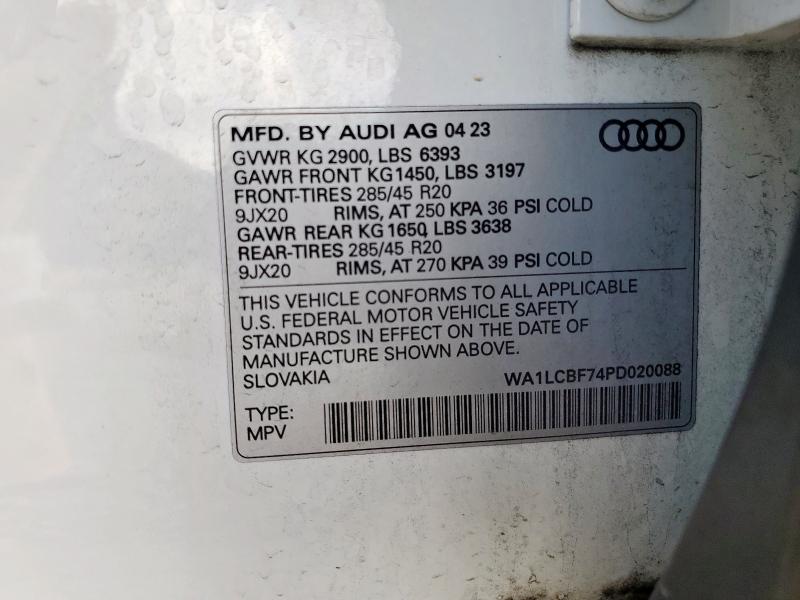 MFD. BY AUDI AG 04 23
GVWR KG 2900, LBS 6393
GAWR FRONT KG1450, LBS 3197
FRONT-TIRES 285/45 R20
9JX20 RIMS, AT 250 KPA 36 PSI COLD
GAWR REAR KG 1650, LBS 3638
REAR-TIRES 285/45 R20
9JX20 RIMS, AT 270 KPA 39 PSI COLD
THIS VEHICLE CONFORMS TO ALL APPLICABLE
U.S. FEDERAL MOTOR VEHICLE SAFETY
STANDARDS IN EFFECT ON THE DATE OF
MANUFACTURE SHOWN ABOVE.
SLOVAKIA WA1LCBF74PD020088
TYPE:
MPV